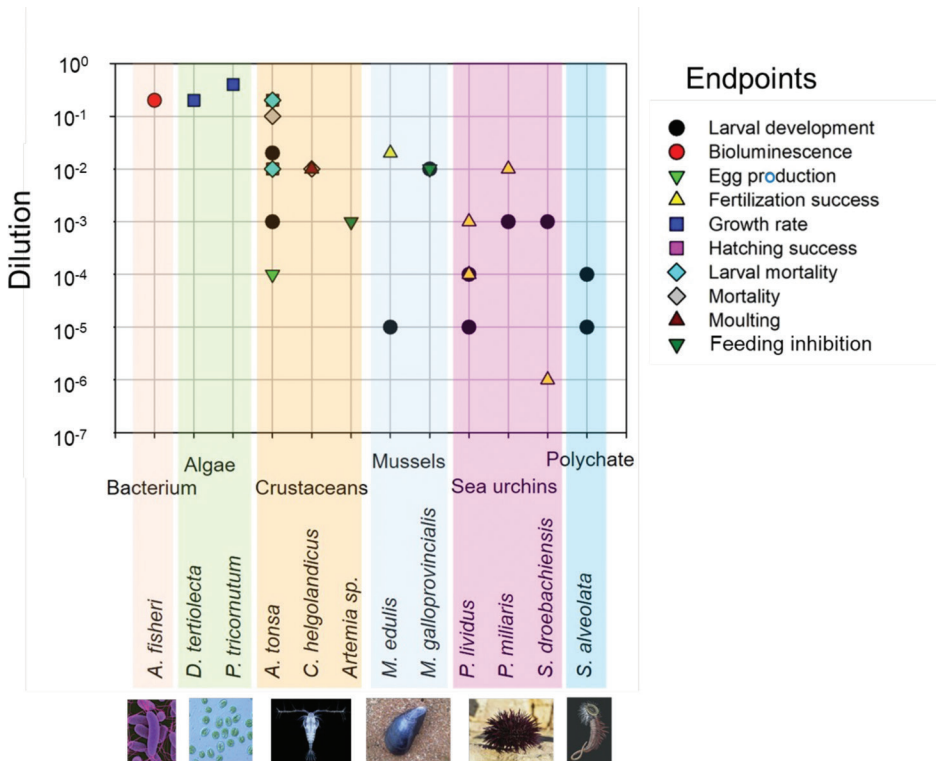 Endpoints
Larval development
Bioluminescence
Egg production
Fertilization success
Growth rate
Hatching success
Larval mortality
Mortality
Moulting
Feeding inhibition
Dilution
10⁰
10⁻¹
10⁻²
10⁻³
10⁻⁴
10⁻⁵
10⁻⁶
10⁻⁷
Bacterium
Algae
Crustaceans
Mussels
Sea urchins
Polychate
A. fisheri
D. tertiolecta
P. tricornutum
A. tonsa
C. helgolandicus
Artemia sp.
M. edulis
M. galloprovincialis
P. lividus
P. miliaris
S. droebachiensis
S. alveolata